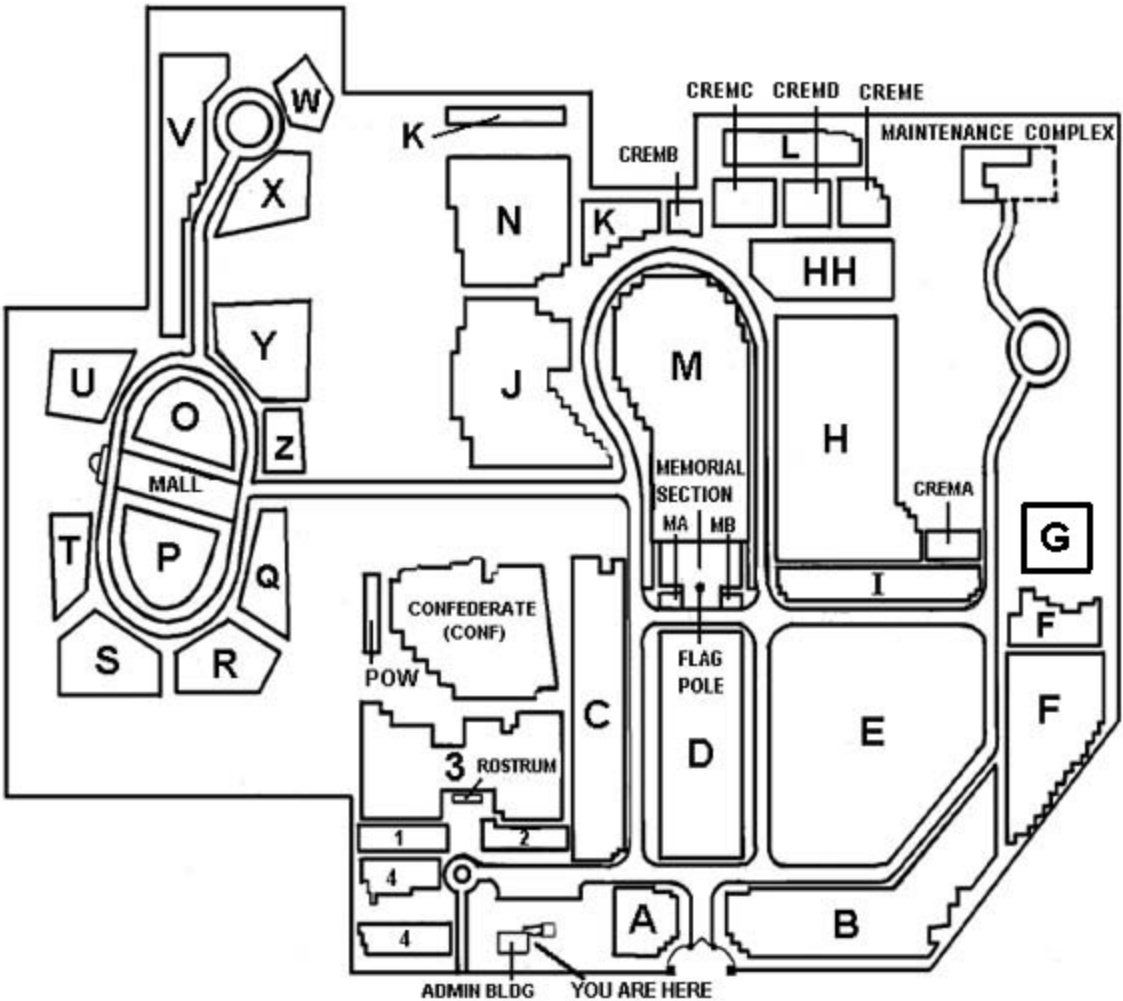 CREMC CREMD CREME
W
V
K
MAINTENANCE COMPLEX
L
CREMB
X
N
K
HH
Y
U
J
M
O
H
Z
MALL
MEMORIAL
SECTION
CREMA
MA MB
T
P
Q
G
I
CONFEDERATE
(CONF)
F
S
R
POW
FLAG
POLE
C
F
E
D
3 ROSTRUM
1
2
4
A
B
4
ADMIN BLDG
YOU ARE HERE